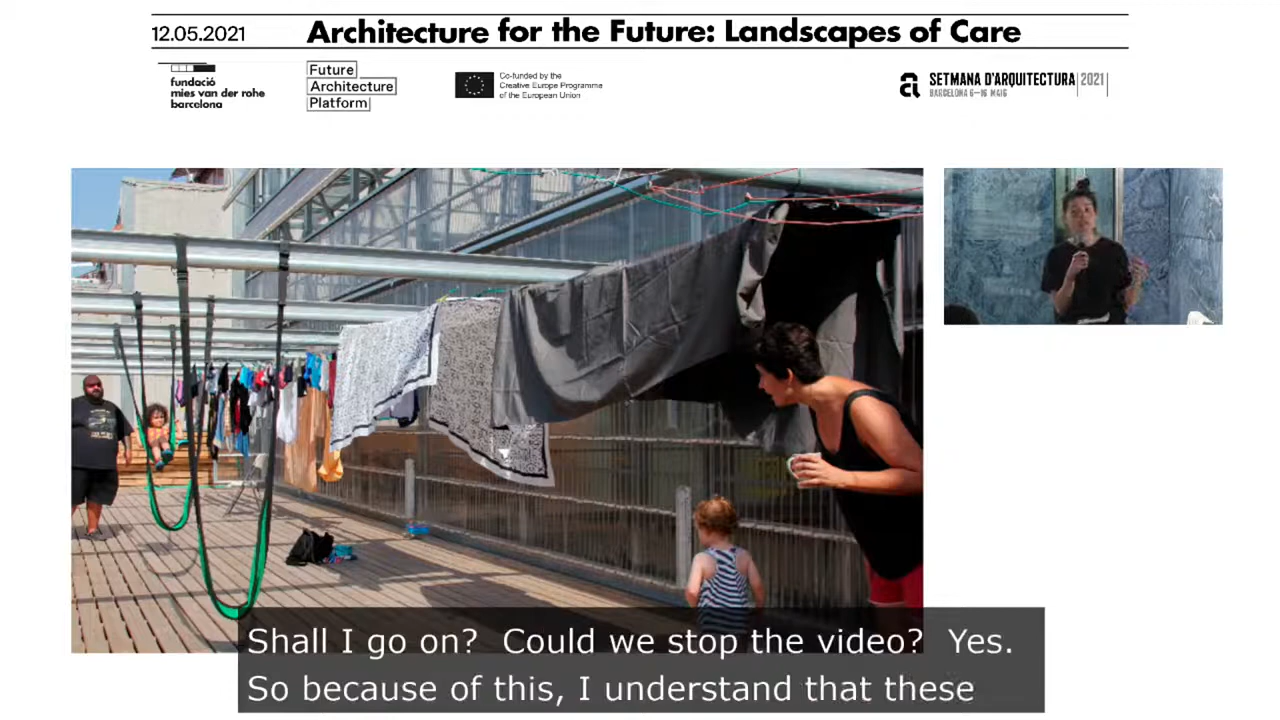 12.05.2021
Architecture for the Future: Landscapes of Care
fundació
mies van der rohe
barcelona
Future
Architecture
Platform
Co-funded by the
Creative Europe Programme
of the European Union
SETMANA D'ARQUITECTURA 2021
BARCELONA 6–16 MAIG
Shall I go on?  Could we stop the video?  Yes.
So because of this, I understand that these